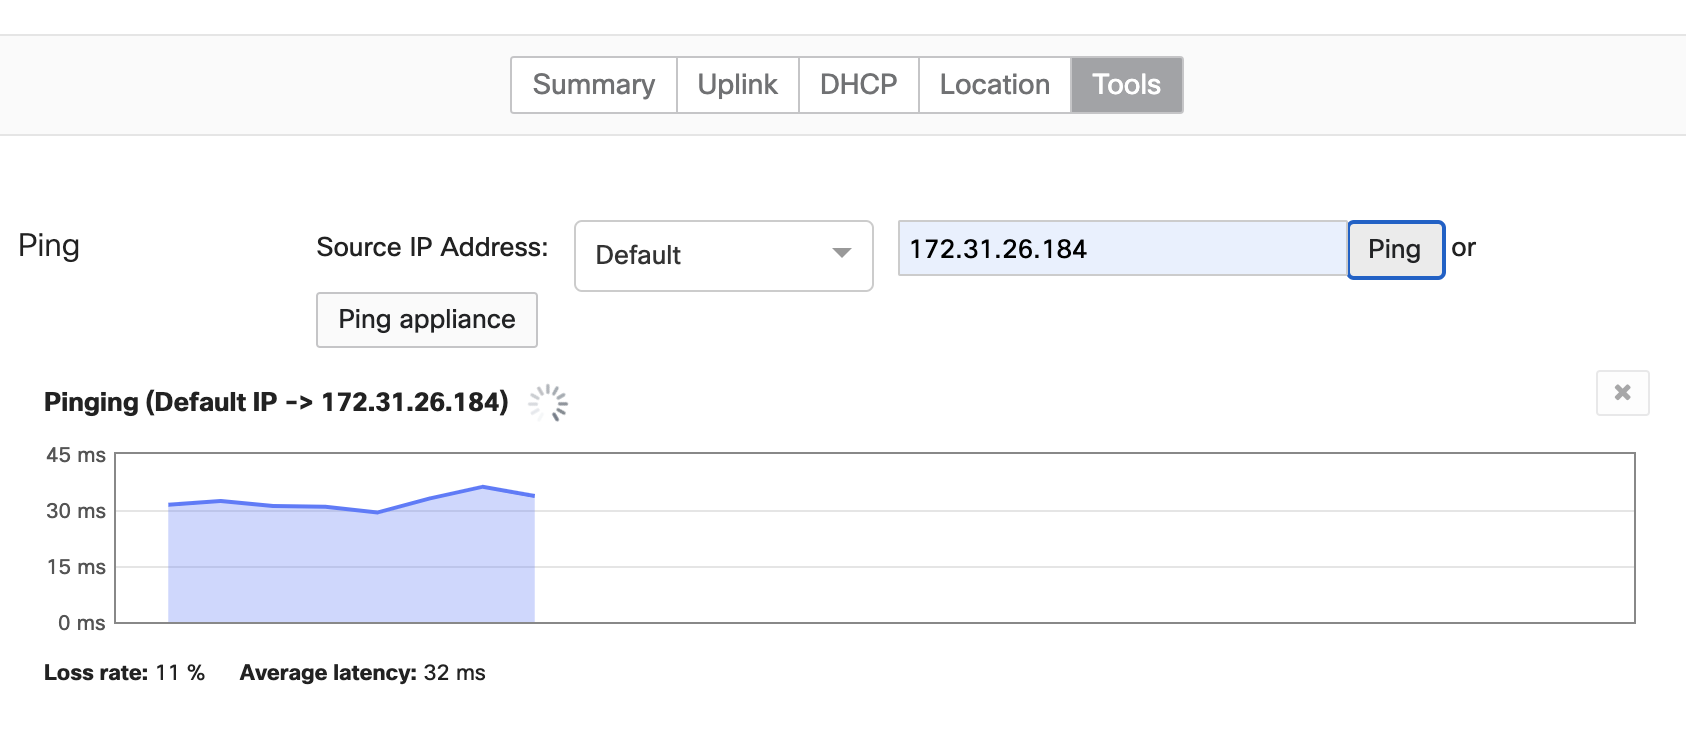 Summary Uplink DHCP Location Tools
Ping Source IP Address: Default 172.31.26.184 Ping or
Ping appliance
Pinging (Default IP -> 172.31.26.184)
45 ms
30 ms
15 ms
0 ms
Loss rate: 11 % Average latency: 32 ms